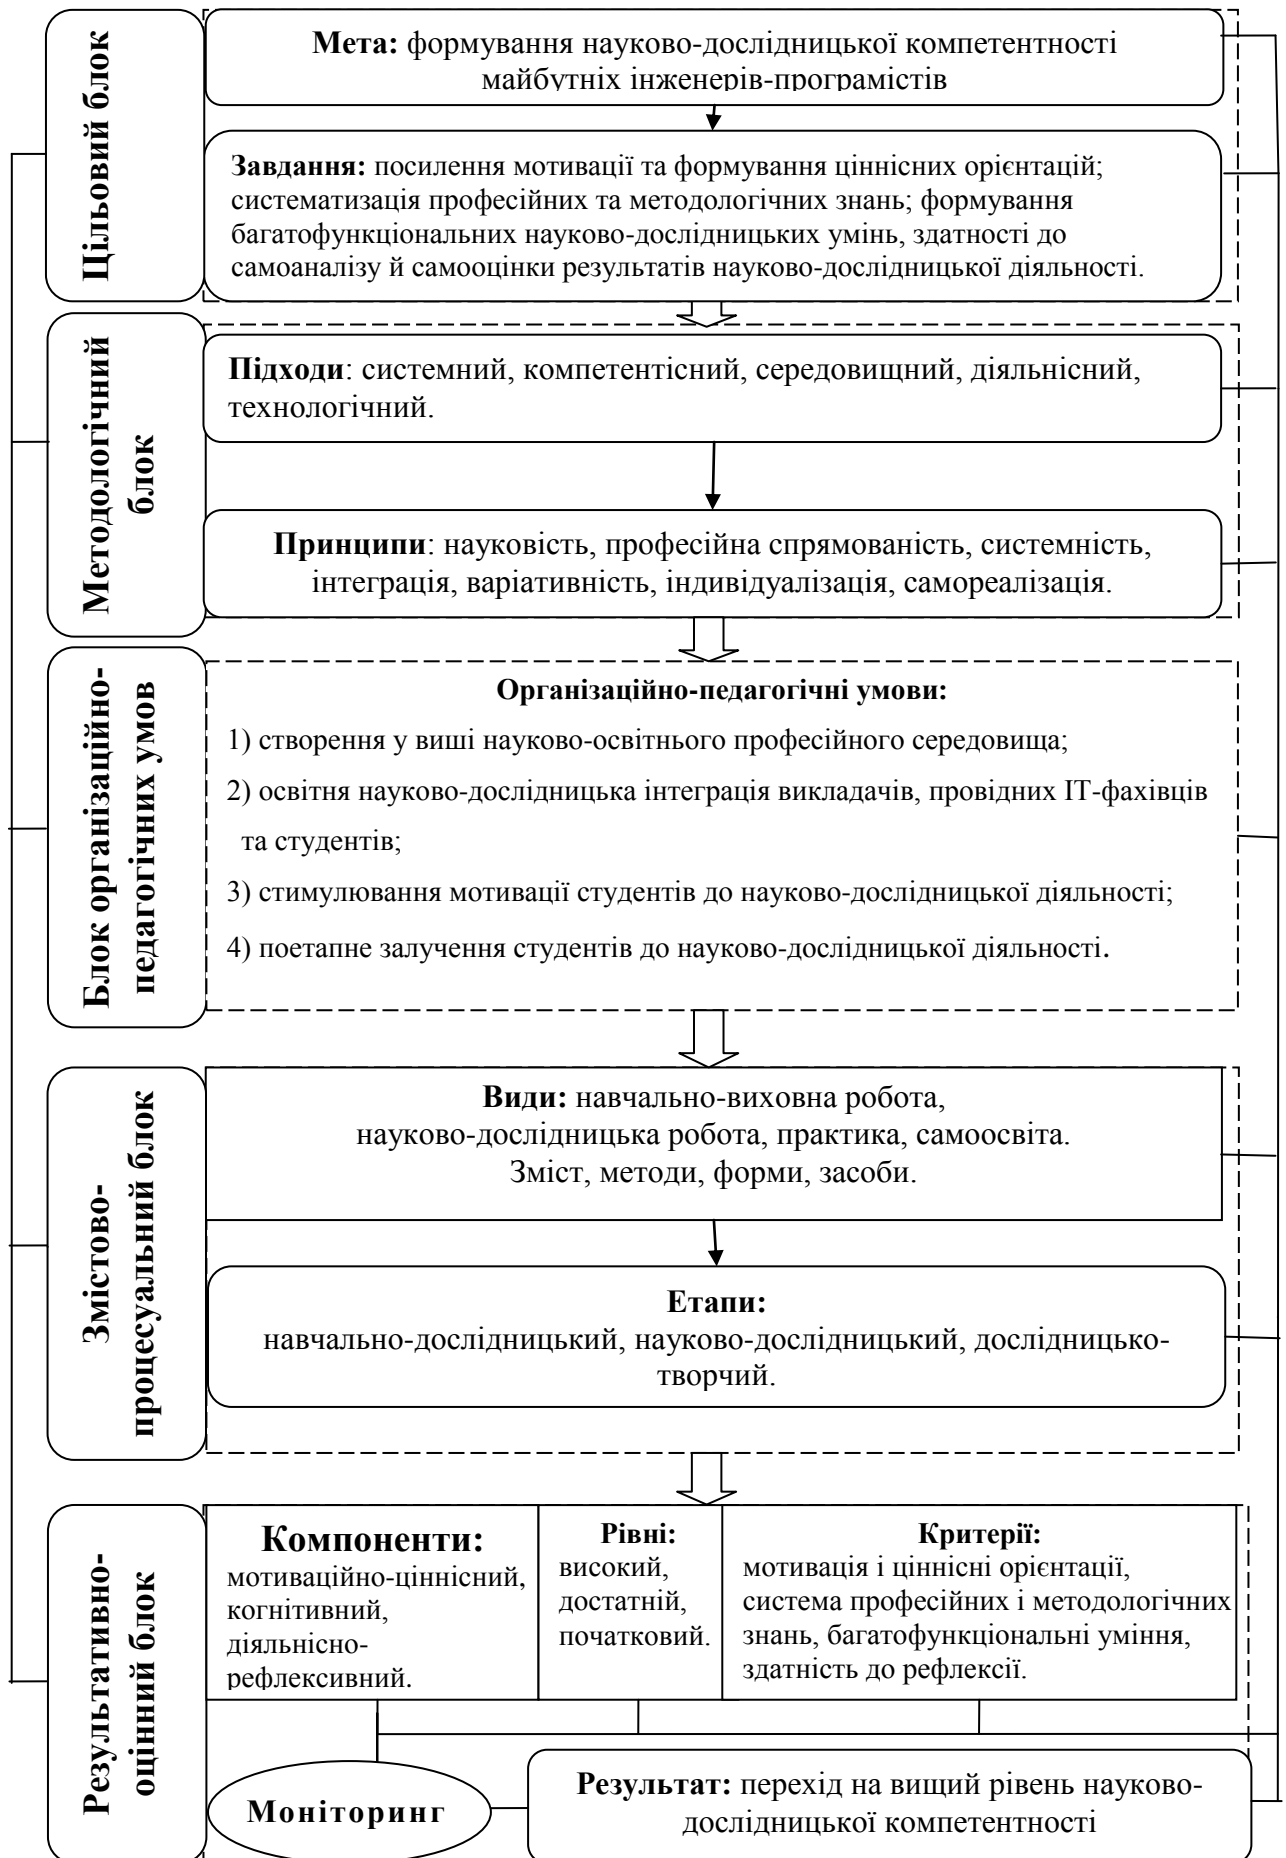 Цільовий блок
Мета: формування науково-дослідницької компетентності
майбутніх інженерів-програмістів
Завдання: посилення мотивації та формування ціннісних орієнтацій;
систематизація професійних та методологічних знань; формування
багатофункціональних науково-дослідницьких умінь, здатності до
самоаналізу й самооцінки результатів науково-дослідницької діяльності.
Методологічний
блок
Підходи: системний, компетентісний, середовищний, діяльнісний,
технологічний.
Принципи: науковість, професійна спрямованість, системність,
інтеграція, варіативність, індивідуалізація, самореалізація.
Блок організаційно-
педагогічних умов
Організаційно-педагогічні умови:
1) створення у виші науково-освітнього професійного середовища;
2) освітня науково-дослідницька інтеграція викладачів, провідних ІТ-фахівців
та студентів;
3) стимулювання мотивації студентів до науково-дослідницької діяльності;
4) поетапне залучення студентів до науково-дослідницької діяльності.
Змістово-
процесуальний блок
Види: навчально-виховна робота,
науково-дослідницька робота, практика, самоосвіта.
Зміст, методи, форми, засоби.
Етапи:
навчально-дослідницький, науково-дослідницький, дослідницько-
творчий.
Результативно-
оцінний блок
Компоненти:
мотиваційно-ціннісний,
когнітивний,
діяльнісно-
рефлексивний.
Рівні:
високий,
достатній,
початковий.
Критерії:
мотивація і ціннісні орієнтації,
система професійних і методологічних
знань, багатофункціональні уміння,
здатність до рефлексії.
Моніторинг
Результат: перехід на вищий рівень науково-
дослідницької компетентності